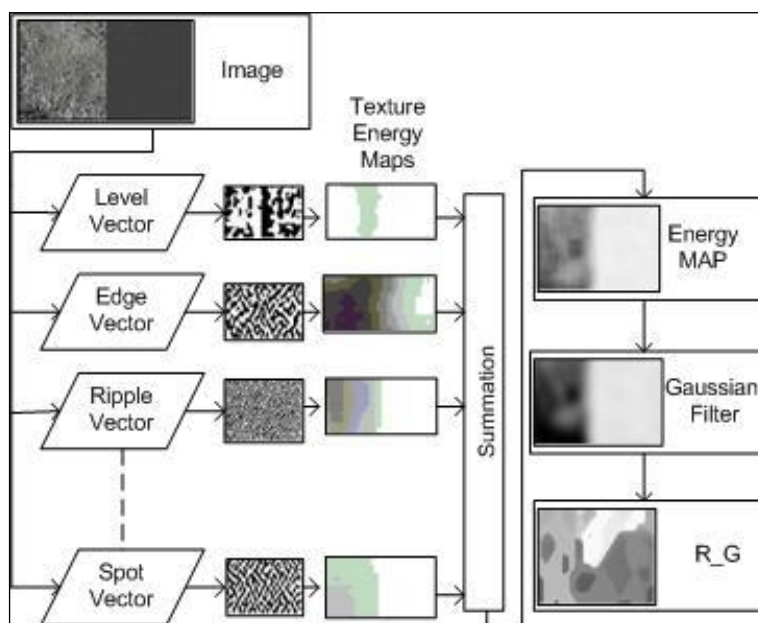 Image
Texture
Energy
Maps
Level
Vector
Edge
Vector
Ripple
Vector
Spot
Vector
Summation
Energy
MAP
Gaussian
Filter
R_G